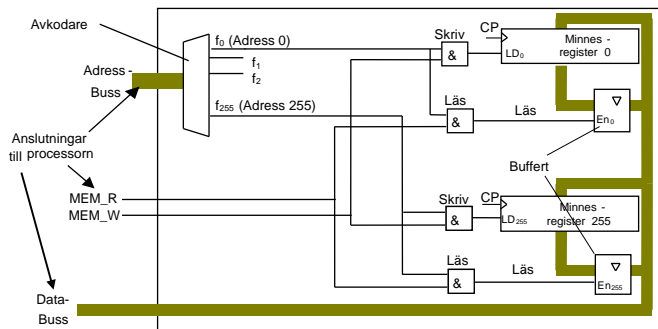 Avkodare
f0 (Adress 0)
f1
f2
Adress -
Buss
f255 (Adress 255)
Anslutningar
till processorn
MEM_R
MEM_W
Data-
Buss
Skriv
&
CP
LD0
Minnes -
register 0
Läs
&
Läs
En0
∇
Buffert
Skriv
&
CP
LD255
Minnes -
register 255
Läs
&
Läs
En255
∇